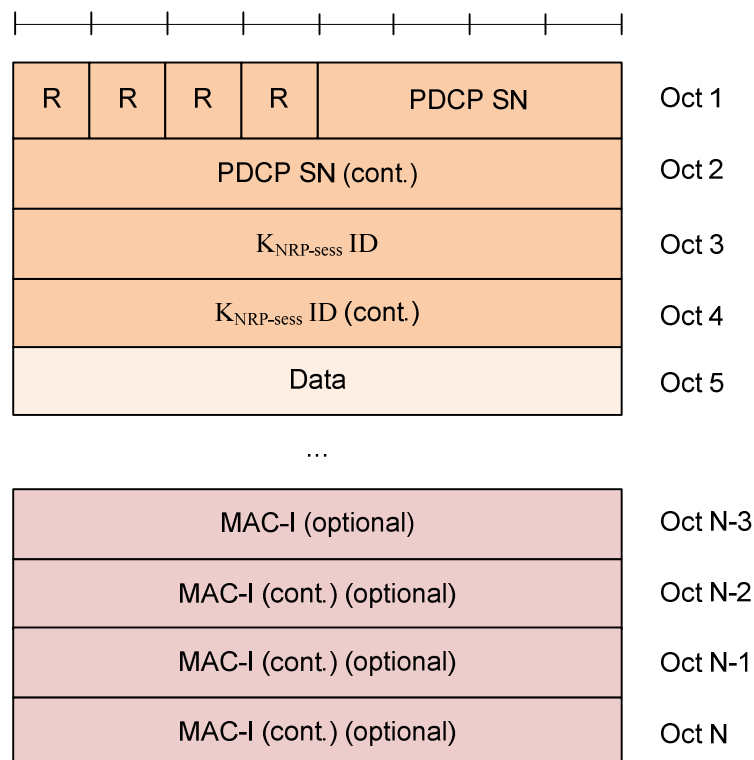 R R R R PDCP SN Oct 1
PDCP SN (cont.) Oct 2
KNRP-sess ID Oct 3
KNRP-sess ID (cont.) Oct 4
Data Oct 5
...
MAC-I (optional) Oct N-3
MAC-I (cont.) (optional) Oct N-2
MAC-I (cont.) (optional) Oct N-1
MAC-I (cont.) (optional) Oct N